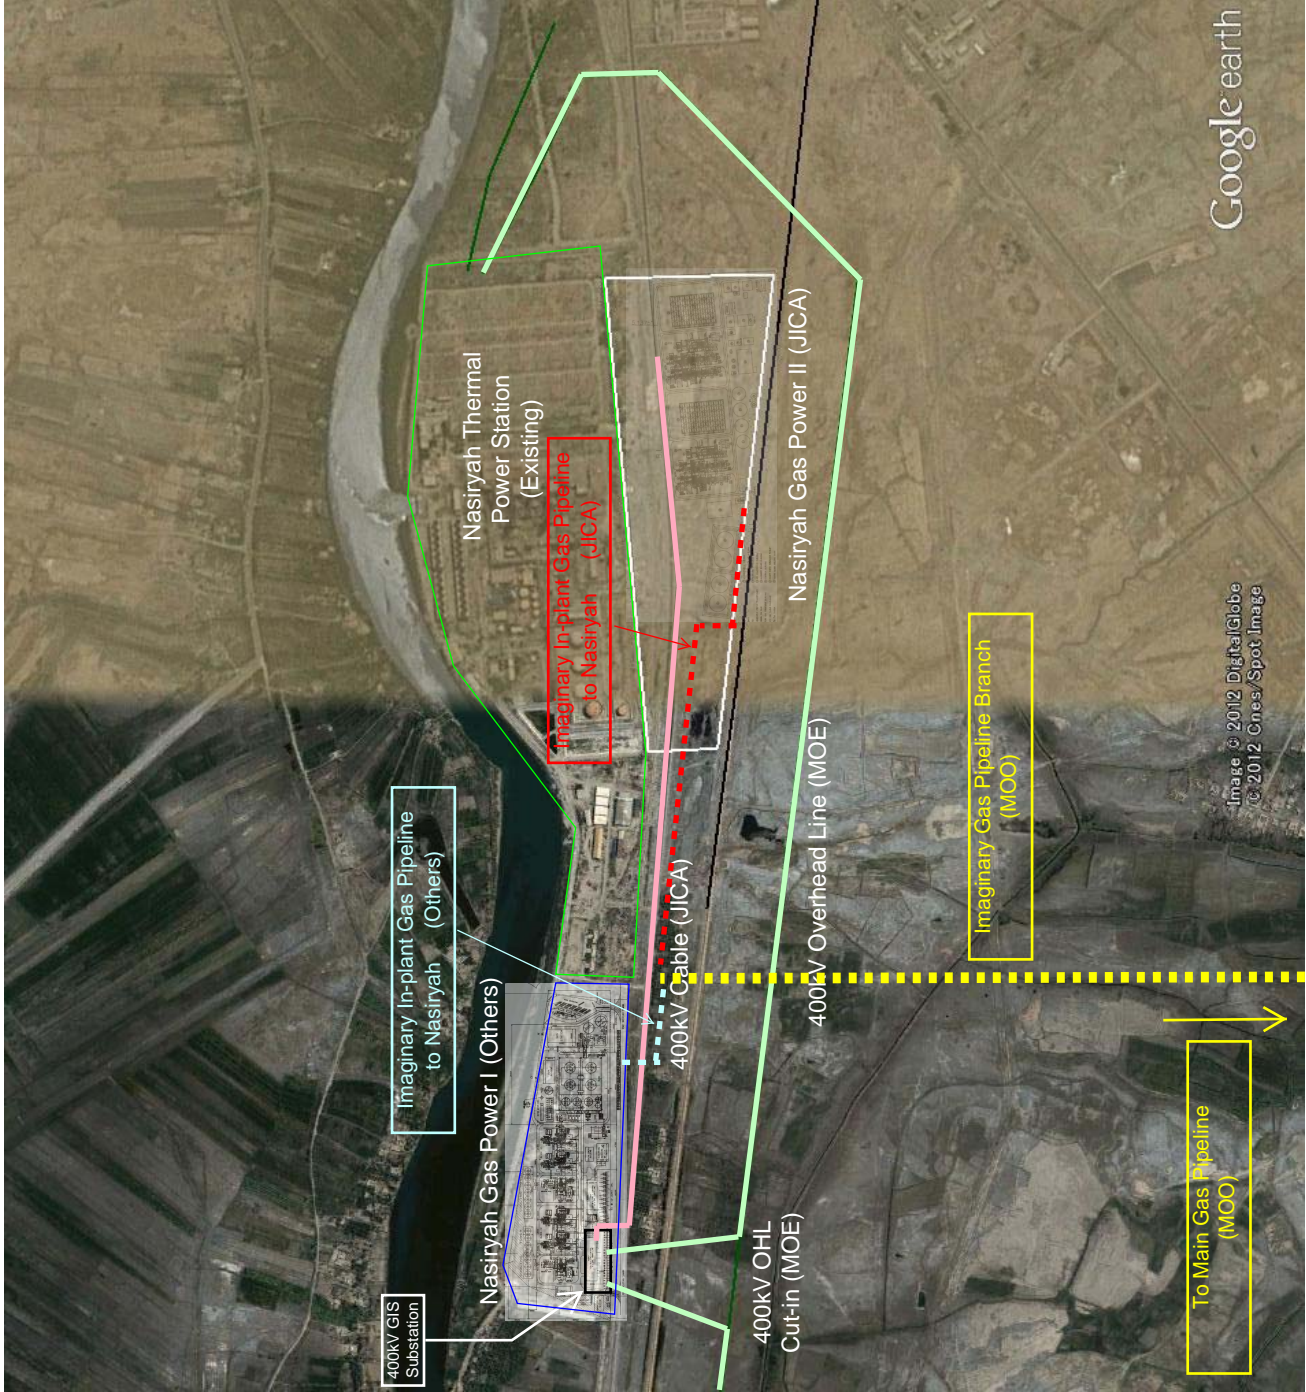 400kV GIS
Substation
Nasiryah Gas Power I (Others)
Imaginary In-plant Gas Pipeline
to Nasiryah (Others)
Nasiryah Thermal
Power Station
(Existing)
Imaginary In-plant Gas Pipeline
to Nasiryah (JICA)
400kV Cable (JICA)
Nasiryah Gas Power II (JICA)
400kV OHL
Cut-in (MOE)
400kV Overhead Line (MOE)
Imaginary Gas Pipeline Branch
(MOO)
To Main Gas Pipeline
(MOO)
Image © 2012 DigitalGlobe
© 2012 Cnes/Spot Image
Google earth